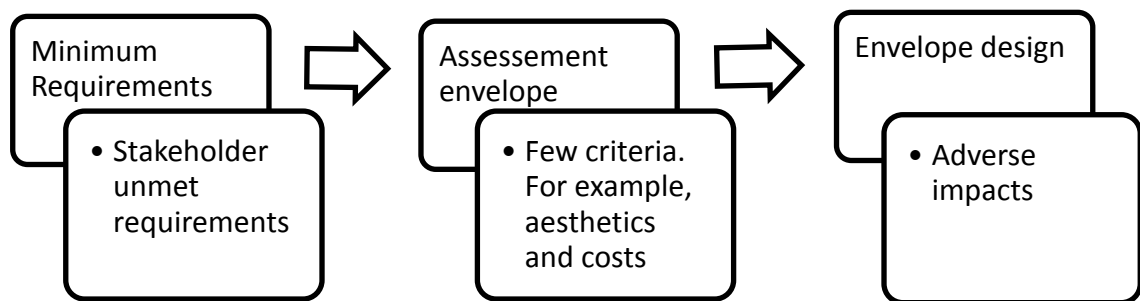 Minimum
Requirements
• Stakeholder
unmet
requirements
Assessement
envelope
• Few criteria.
For example,
aesthetics
and costs
Envelope design
• Adverse
impacts